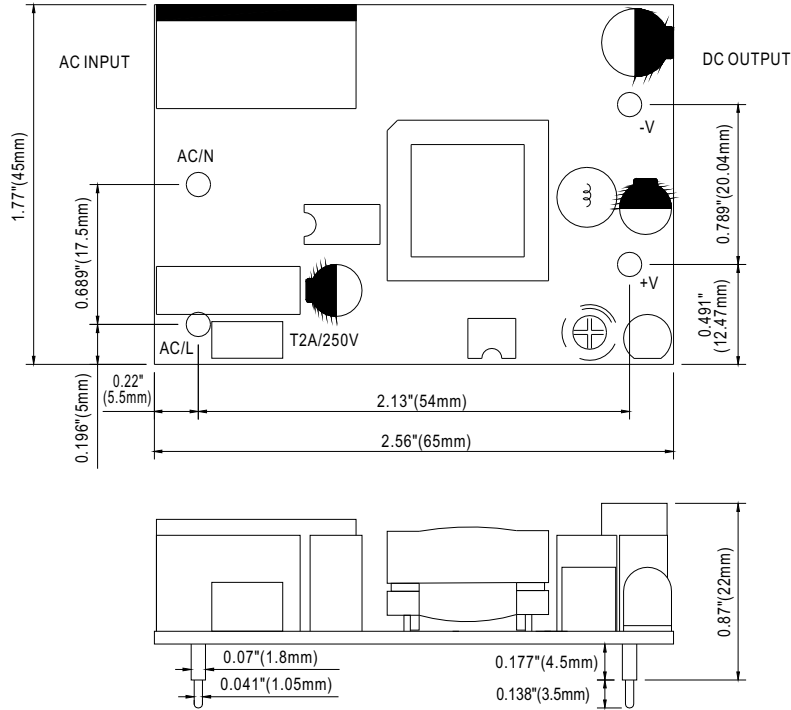 AC INPUT
DC OUTPUT
-V
AC/N
1.77"(45mm)
0.689"(17.5mm)
0.789"(20.04mm)
+V
0.491"
(12.47mm)
T2A/250V
AC/L
0.22"
(5.5mm)
0.196"(5mm)
2.13"(54mm)
2.56"(65mm)
0.87"(22mm)
0.07"(1.8mm)
0.177"(4.5mm)
0.041"(1.05mm)
0.138"(3.5mm)